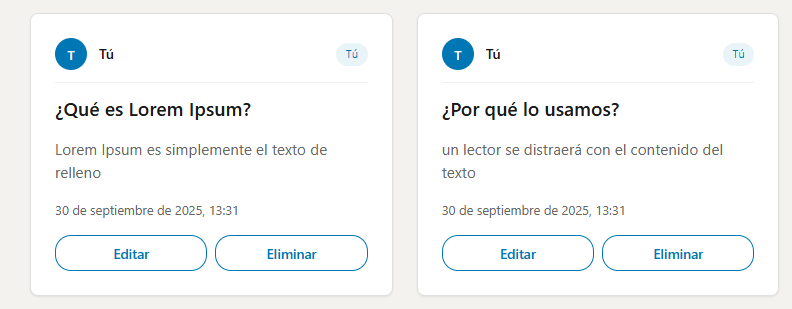 T Tú Tú
¿Qué es Lorem Ipsum?
Lorem Ipsum es simplemente el texto de
relleno
30 de septiembre de 2025, 13:31
Editar Eliminar
T Tú Tú
¿Por qué lo usamos?
un lector se distraerá con el contenido del
texto
30 de septiembre de 2025, 13:31
Editar Eliminar